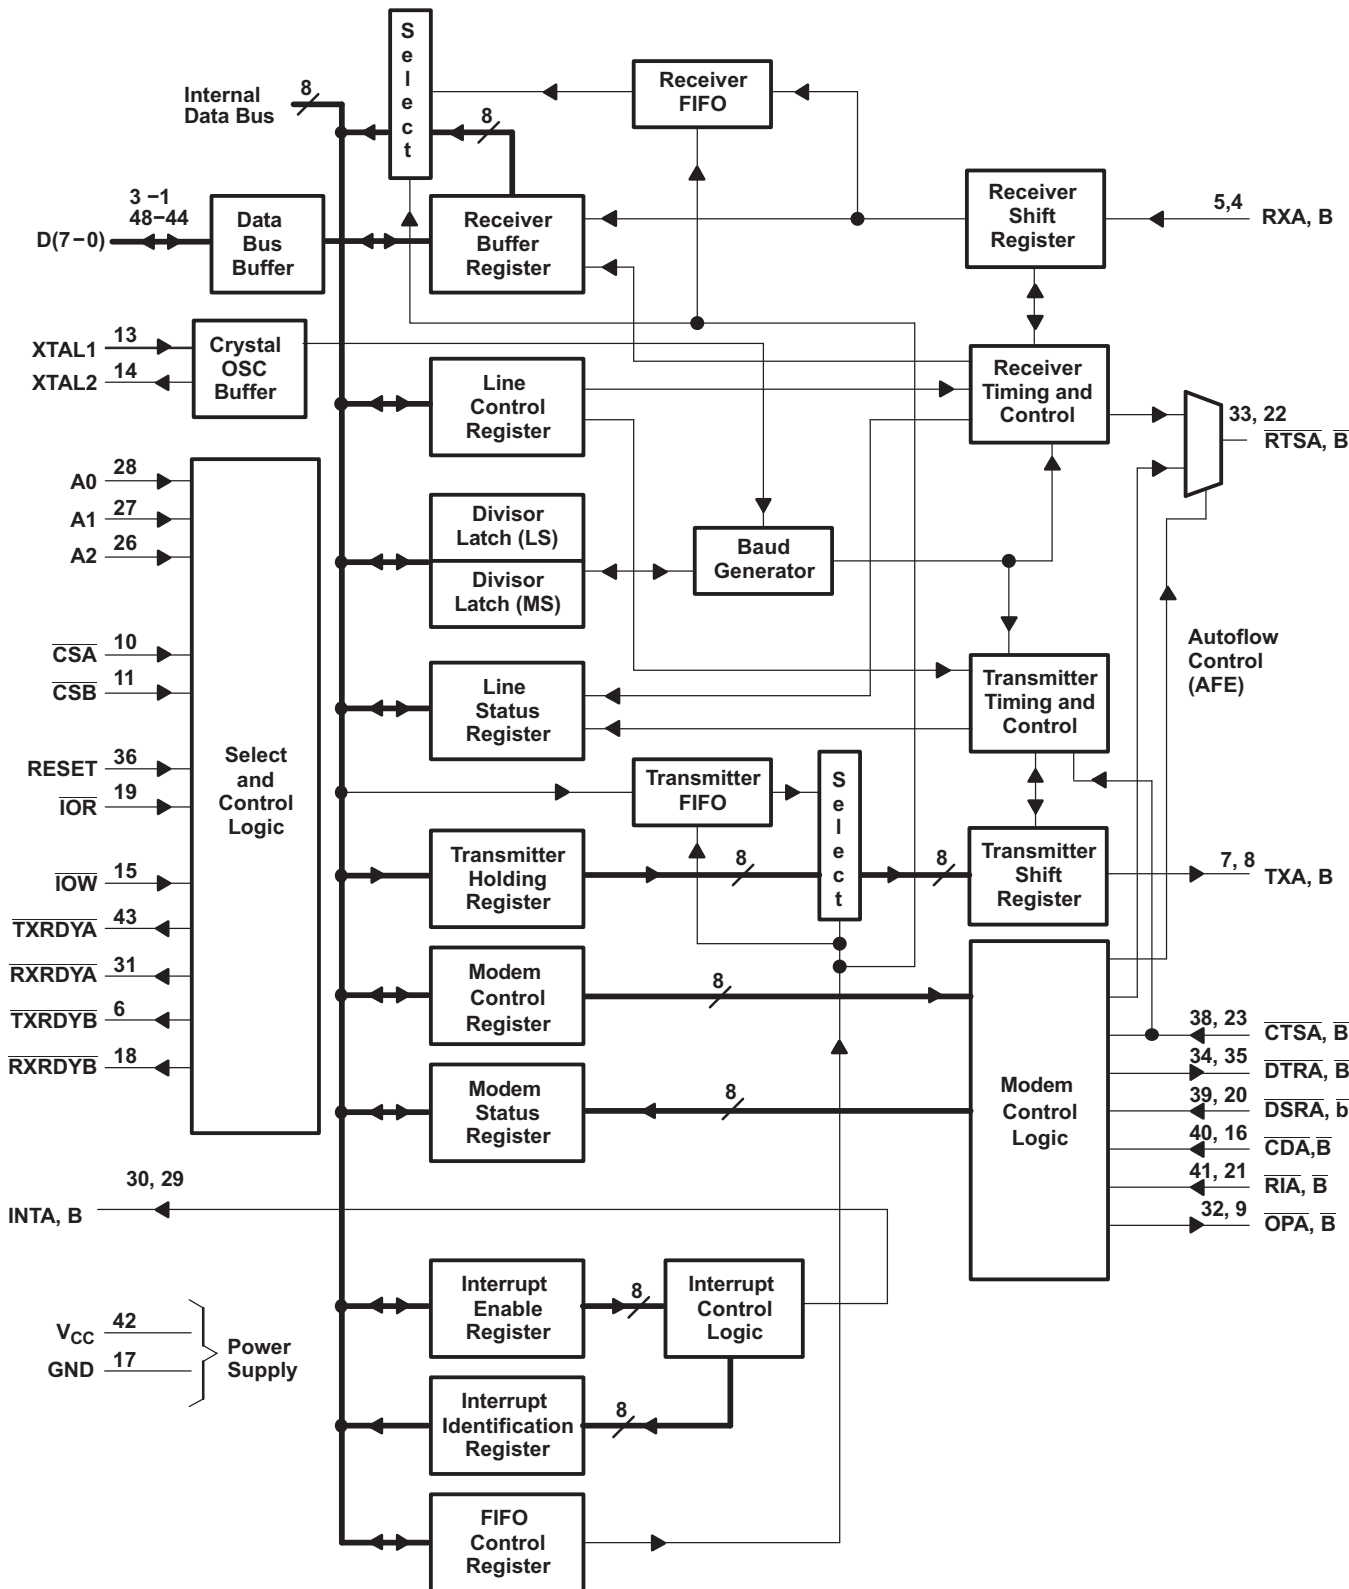 S
e
l
e
c
t
8
Internal
Data Bus
8
Receiver
FIFO
3 −1
48−44
D(7−0)
Data
Bus
Buffer
Receiver
Buffer
Register
Receiver
Shift
Register
5,4
RXA, B
XTAL1
13
XTAL2
14
Crystal
OSC
Buffer
Line
Control
Register
Receiver
Timing and
Control
33, 22
RTSA, B
A0
28
A1
27
A2
26
Divisor
Latch (LS)
Divisor
Latch (MS)
Baud
Generator
CSA
10
CSB
11
Autoflow
Control
(AFE)
Line
Status
Register
Transmitter
Timing and
Control
RESET
36
IOR
19
Select
and
Control
Logic
Transmitter
FIFO
S
e
l
e
c
t
IOW
15
Transmitter
Holding
Register
8
8
Transmitter
Shift
Register
7, 8
TXA, B
TXRDYA
43
RXRDYA
31
TXRDYB
6
RXRDYB
18
Modem
Control
Register
8
Modem
Status
Register
8
Modem
Control
Logic
38, 23
CTSA, B
34, 35
DTRA, B
39, 20
DSRA, b
40, 16
CDA,B
41, 21
RIA, B
32, 9
OPA, B
30, 29
INTA, B
Interrupt
Enable
Register
8
Interrupt
Control
Logic
VCC
42
GND
17
Power
Supply
Interrupt
Identification
Register
8
FIFO
Control
Register